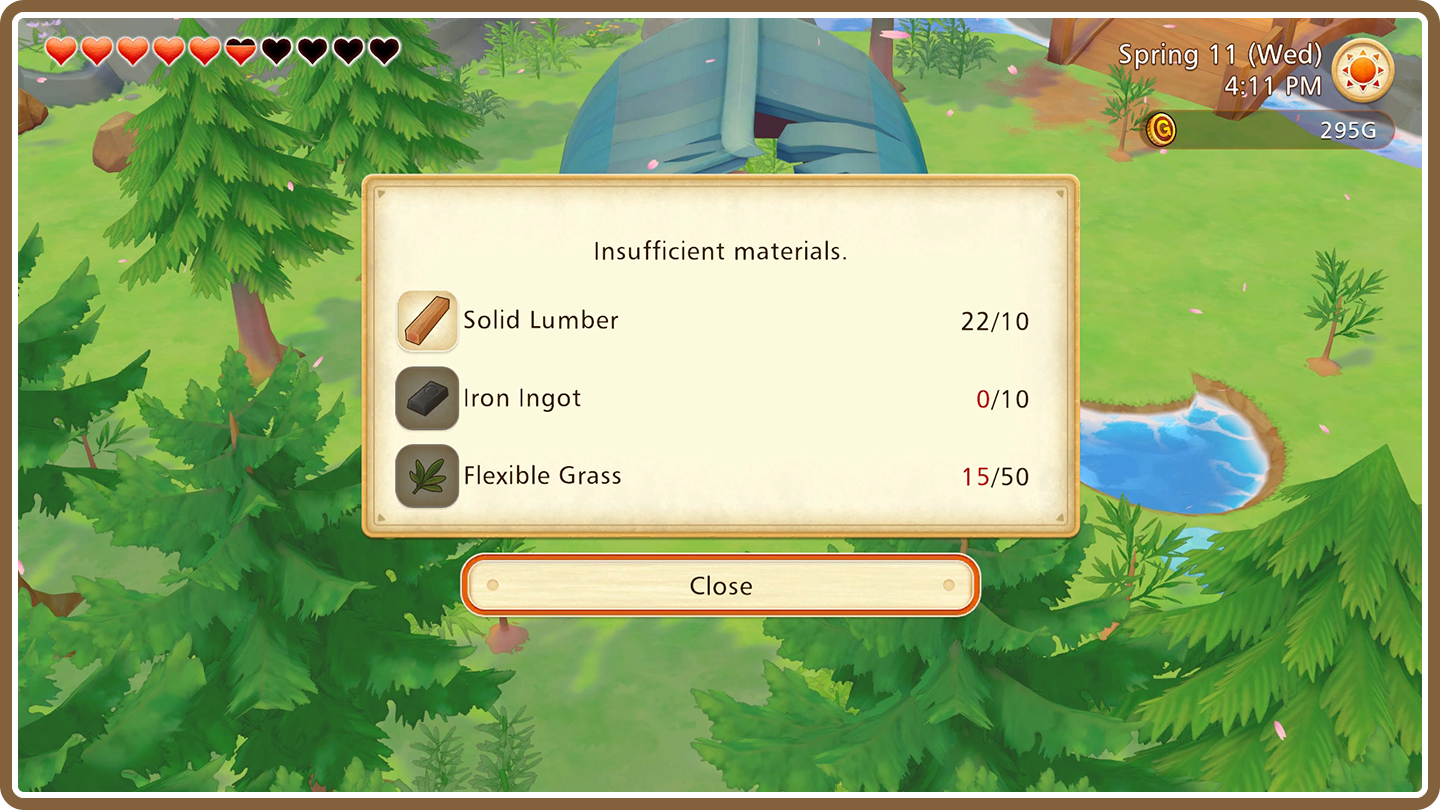 Spring 11 (Wed)
4:11 PM
G 295G
Insufficient materials.
Solid Lumber 22/10
Iron Ingot 0/10
Flexible Grass 15/50
Close